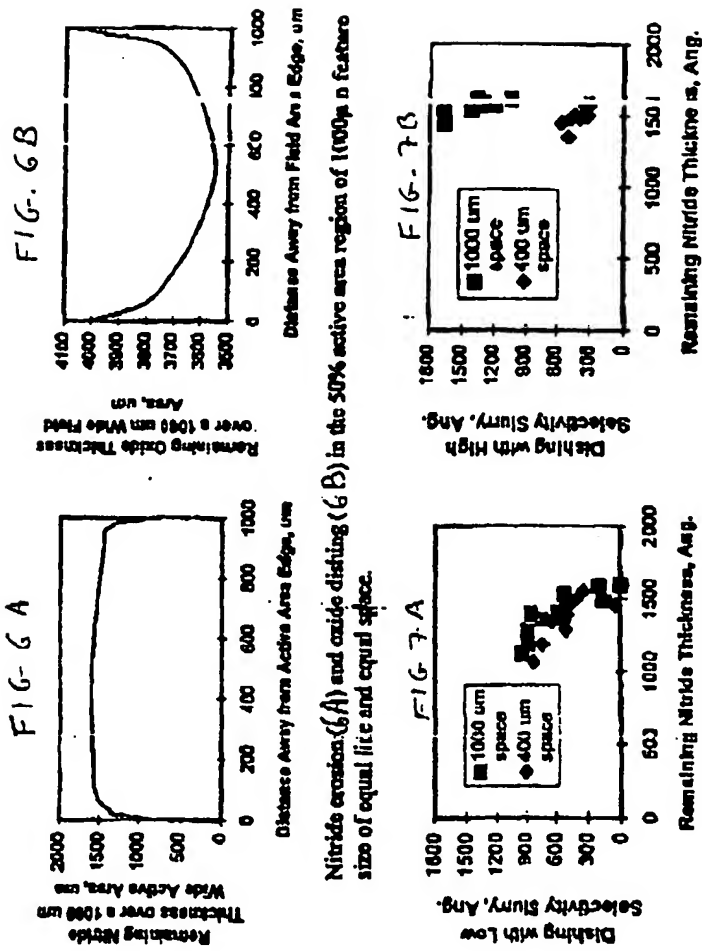 FIG-6 A
Remaining Nitride
Thickness over a 1000 um
Wide Active Area, um
2000
1500
1000
500
0
0 200 400 600 800 1000
Distance Away from Active Area Edge, um
FIG-. 6B
Remaining Oxide Thickness
over a 1000 um Wide Field
Area, um
4100
4000
3900
3800
3700
3600
3500
0 200 400 600 800 1000
Distance Away from Field Area Edge, um
Nitride erosion (6A) and oxide dishing (6B) in the 50% active area region of 1000μm feature
size of equal line and equal space.
FIG-7A
Dishing with Low
Selectivity Slurry, Ang.
1800
1500
1200
900
600
300
0
1000 um
space
400 um
space
0 500 1000 1500 2000
Remaining Nitride Thickness, Ang.
FIG-7B
Dishing with High
Selectivity Slurry, Ang.
1800
1500
1200
900
600
300
0
1000 um
space
400 um
space
0 500 1000 1500 2000
Remaining Nitride Thickness, Ang.